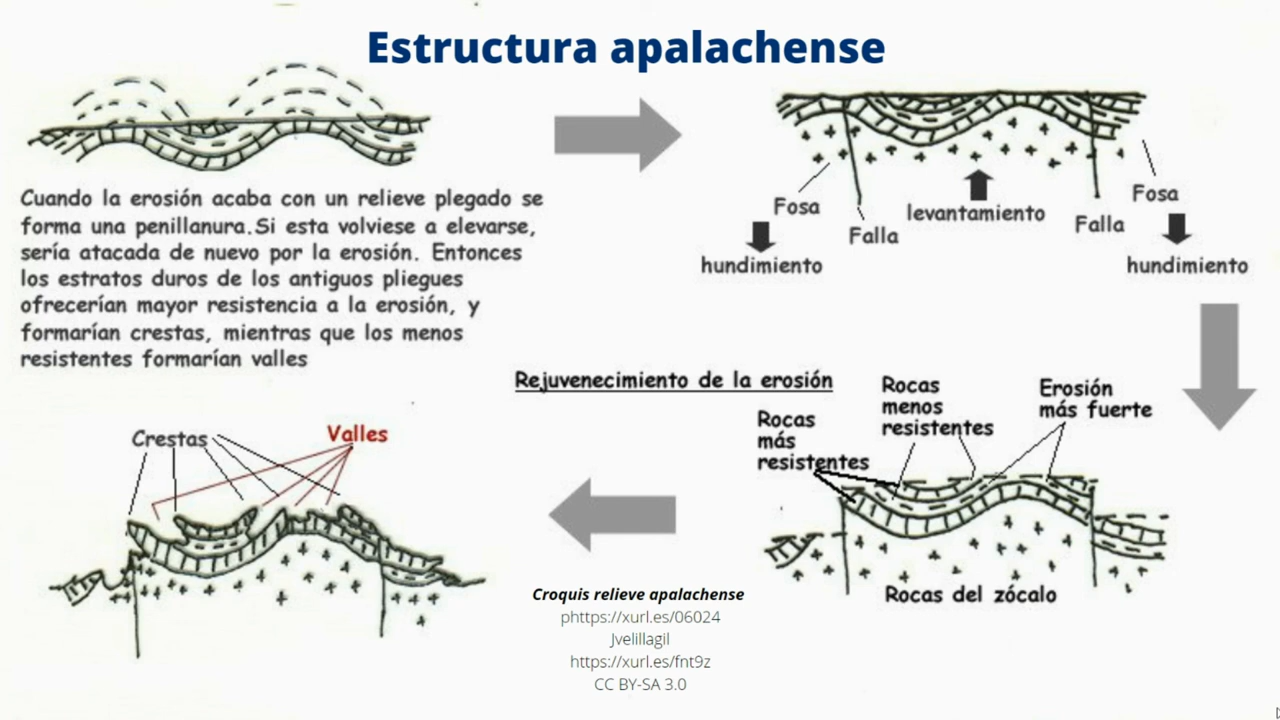 Estructura apalachense
Cuando la erosión acaba con un relieve plegado se
forma una penillanura.Si esta volviese a elevarse,
sería atacada de nuevo por la erosión. Entonces
los estratos duros de los antiguos pliegues
ofrecerían mayor resistencia a la erosión, y
formarían crestas, mientras que los menos
resistentes formarían valles
Fosa
Falla
levantamiento
Falla
Fosa
hundimiento
hundimiento
Rejuvenecimiento de la erosión
Rocas
más
resistentes
Rocas
menos
resistentes
Erosión
más fuerte
Rocas del zócalo
Crestas
Valles
Croquis relieve apalachense
phttps://xurl.es/06024
Jvelillagil
https://xurl.es/fnt9z
CC BY-SA 3.0